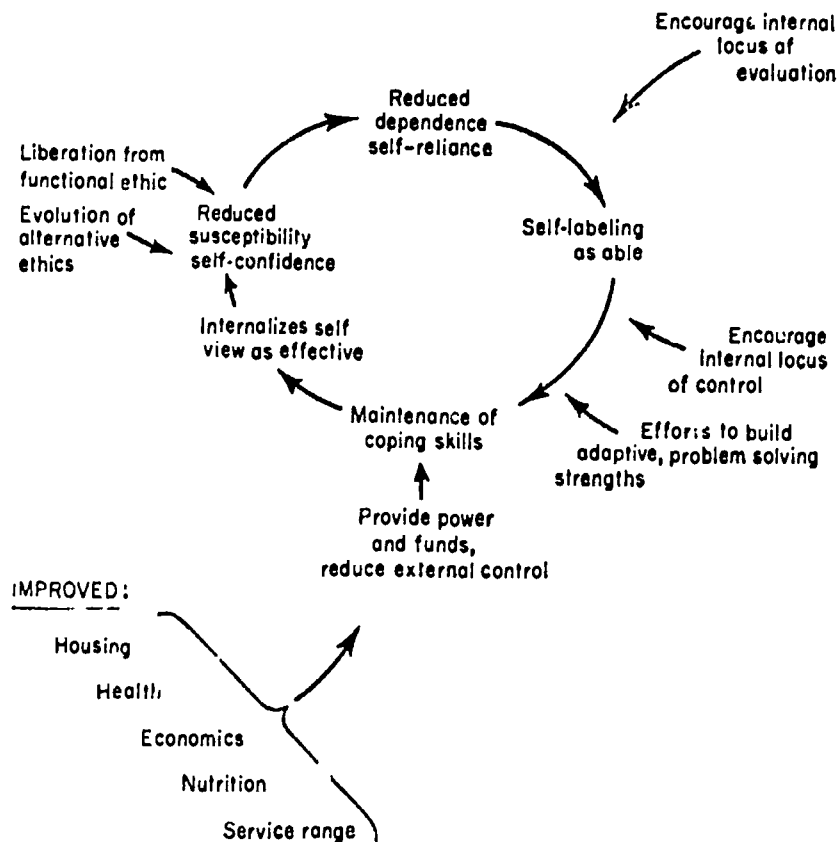 Encourage internal
locus of
evaluation
Reduced
dependence
self-reliance
Liberation from
functional ethic
Evolution of
alternative
ethics
Reduced
susceptibility
self-confidence
Self-labeling
as able
Internalizes self
view as effective
Encourage
internal locus
of control
Maintenance of
coping skills
Efforts to build
adaptive, problem solving
strengths
Provide power
and funds,
reduce external control
IMPROVED:
Housing
Health
Economics
Nutrition
Service range